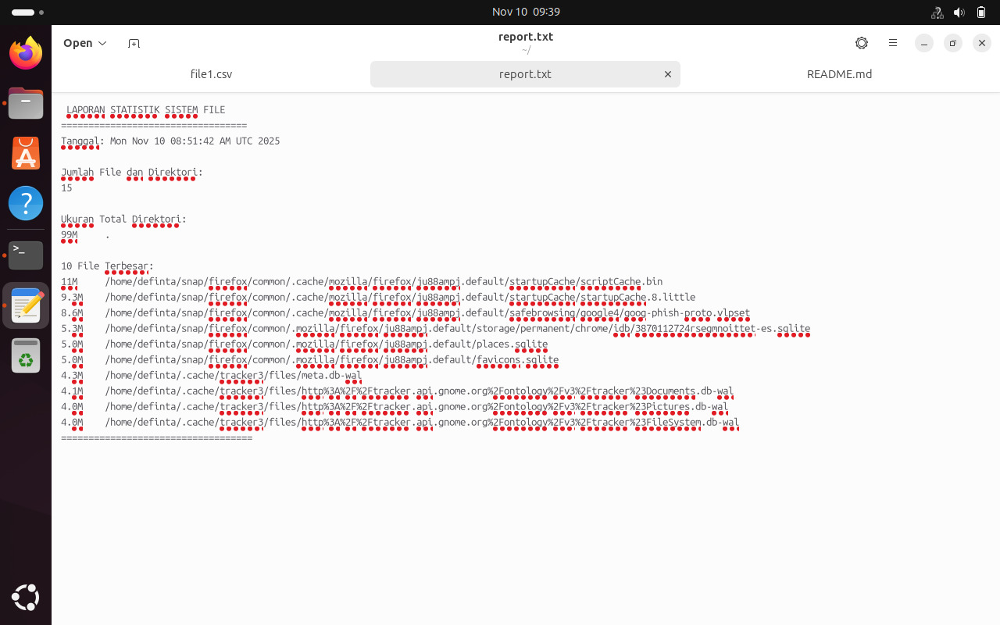 Nov 10 09:39
Open
report.txt
~/
file1.csv
report.txt
README.md
LAPORAN STATISTIK SISTEM FILE
==================================
Tanggal: Mon Nov 10 08:51:42 AM UTC 2025
Jumlah File dan Direktori:
15
Ukuran Total Direktori:
99M .
10 File Terbesar:
11M /home/definta/snap/firefox/common/.cache/mozilla/firefox/ju88ampj.default/startupCache/scriptCache.bin
9.3M /home/definta/snap/firefox/common/.cache/mozilla/firefox/ju88ampj.default/startupCache/startupCache.8.little
8.6M /home/definta/snap/firefox/common/.cache/mozilla/firefox/ju88ampj.default/safebrowsing/google4/goog-phish-proto.vlpset
5.3M /home/definta/snap/firefox/common/.mozilla/firefox/ju88ampj.default/storage/permanent/chrome/idb/3870112724rsegmnoittet-es.sqlite
5.0M /home/definta/snap/firefox/common/.mozilla/firefox/ju88ampj.default/places.sqlite
5.0M /home/definta/snap/firefox/common/.mozilla/firefox/ju88ampj.default/favicons.sqlite
4.3M /home/definta/.cache/tracker3/files/meta.db-wal
4.1M /home/definta/.cache/tracker3/files/http%3A%2F%2Ftracker.api.gnome.org%2Fontology%2Fv3%2Ftracker%23Documents.db-wal
4.0M /home/definta/.cache/tracker3/files/http%3A%2F%2Ftracker.api.gnome.org%2Fontology%2Fv3%2Ftracker%23Pictures.db-wal
4.0M /home/definta/.cache/tracker3/files/http%3A%2F%2Ftracker.api.gnome.org%2Fontology%2Fv3%2Ftracker%23FileSystem.db-wal
===================================